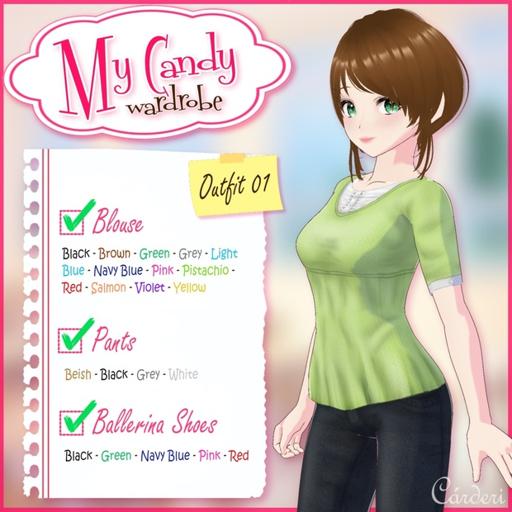 My Candy
wardrobe
Outfit 01
Blouse
Black - Brown - Green - Grey - Light
Blue - Navy Blue - Pink - Pistachio -
Red - Salmon - Violet - Yellow
Pants
Beish - Black - Grey - White
Ballerina Shoes
Black - Green - Navy Blue - Pink - Red
Cárderi